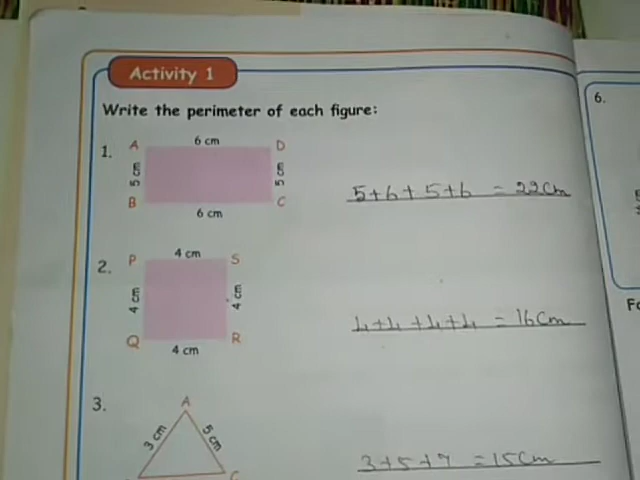 Activity 1
Write the perimeter of each figure:
6.
1.
A
6 cm
D
5 cm
5 cm
B
C
6 cm
5+6+5+6 = 22cm
2.
P
4 cm
S
4 cm
4 cm
Q
R
4 cm
4+4+4+4 = 16cm
3.
A
3 cm
5 cm
C
3+5+7 = 15cm